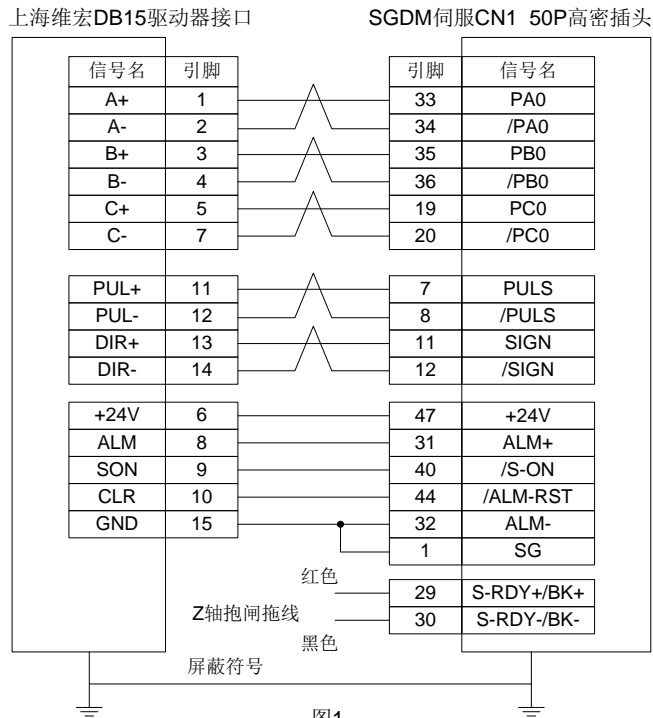 上海维宏DB15驱动器接口 SGDM伺服CN1 50P高密插头
信号名 引脚 引脚 信号名
A+ 1 33 PA0
A- 2 34 /PA0
B+ 3 35 PB0
B- 4 36 /PB0
C+ 5 19 PC0
C- 7 20 /PC0
PUL+ 11 7 PULS
PUL- 12 8 /PULS
DIR+ 13 11 SIGN
DIR- 14 12 /SIGN
+24V 6 47 +24V
ALM 8 31 ALM+
SON 9 40 /S-ON
CLR 10 44 /ALM-RST
GND 15 32 ALM-
1 SG
红色
29 S-RDY+/BK+
Z轴抱闸拖线
30 S-RDY-/BK-
黑色
屏蔽符号
图1